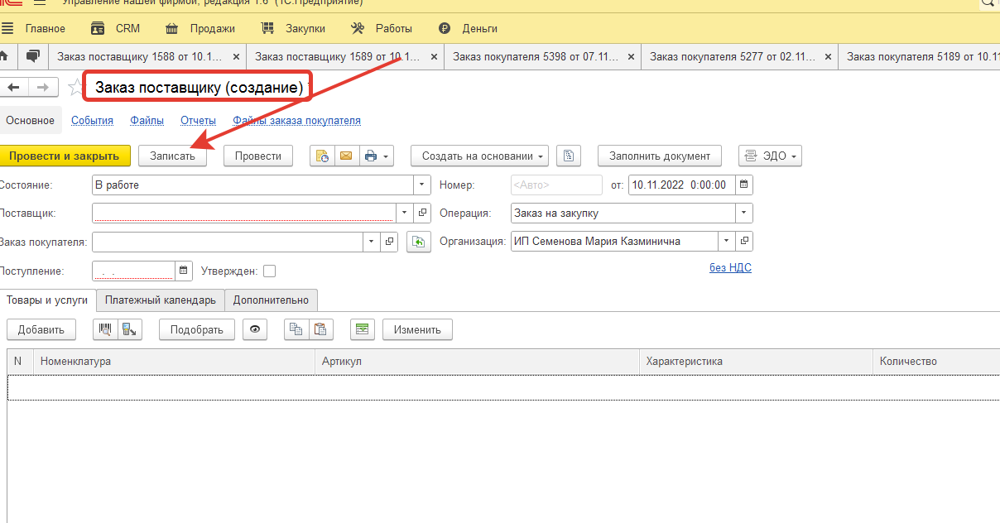 Управление нашей фирмой, редакция 1.6 (1С:Предприятие)
Главное CRM Продажи Закупки Работы Деньги
Заказ поставщику 1588 от 10.1... × Заказ поставщику 1589 от 10.1... × Заказ покупателя 5398 от 07.11... × Заказ покупателя 5277 от 02.11... × Заказ покупателя 5189 от 10.11
Заказ поставщику (создание)
Основное События Файлы Отчеты Файлы заказа покупателя
Провести и закрыть Записать Провести Создать на основании Заполнить документ ЭДО
Состояние: В работе Номер: <Авто> от: 10.11.2022 0:00:00
Поставщик: Операция: Заказ на закупку
Заказ покупателя: Организация: ИП Семенова Мария Казминична
Поступление: . . Утвержден: без НДС
Товары и услуги Платежный календарь Дополнительно
Добавить Подобрать Изменить
N Номенклатура Артикул Характеристика Количество